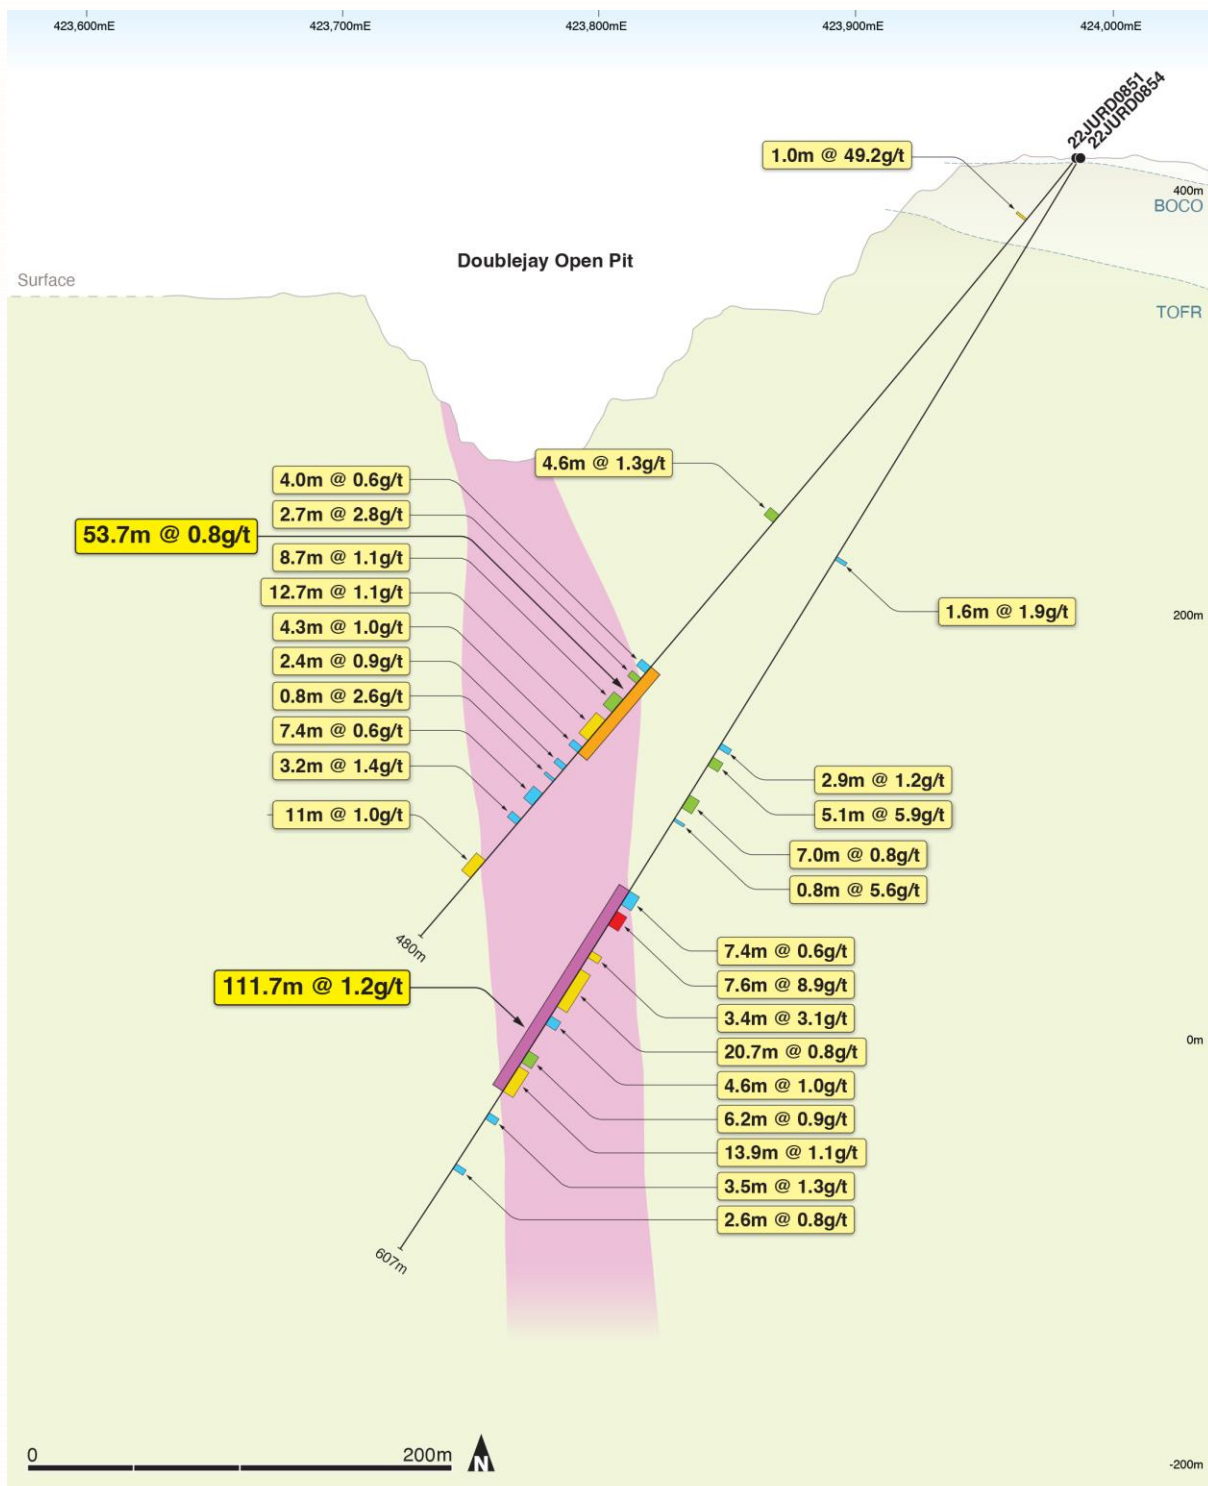 423,600mE
423,700mE
423,800mE
423,900mE
424,000mE
22JURD0851
22JURD0854
1.0m @ 49.2g/t
400m
BOCO
Doublejay Open Pit
Surface
TOFR
4.6m @ 1.3g/t
4.0m @ 0.6g/t
2.7m @ 2.8g/t
53.7m @ 0.8g/t
8.7m @ 1.1g/t
12.7m @ 1.1g/t
4.3m @ 1.0g/t
2.4m @ 0.9g/t
0.8m @ 2.6g/t
7.4m @ 0.6g/t
3.2m @ 1.4g/t
11m @ 1.0g/t
1.6m @ 1.9g/t
200m
2.9m @ 1.2g/t
5.1m @ 5.9g/t
7.0m @ 0.8g/t
0.8m @ 5.6g/t
480m
111.7m @ 1.2g/t
7.4m @ 0.6g/t
7.6m @ 8.9g/t
3.4m @ 3.1g/t
20.7m @ 0.8g/t
0m
4.6m @ 1.0g/t
6.2m @ 0.9g/t
13.9m @ 1.1g/t
3.5m @ 1.3g/t
2.6m @ 0.8g/t
607m
0
200m
N
-200m